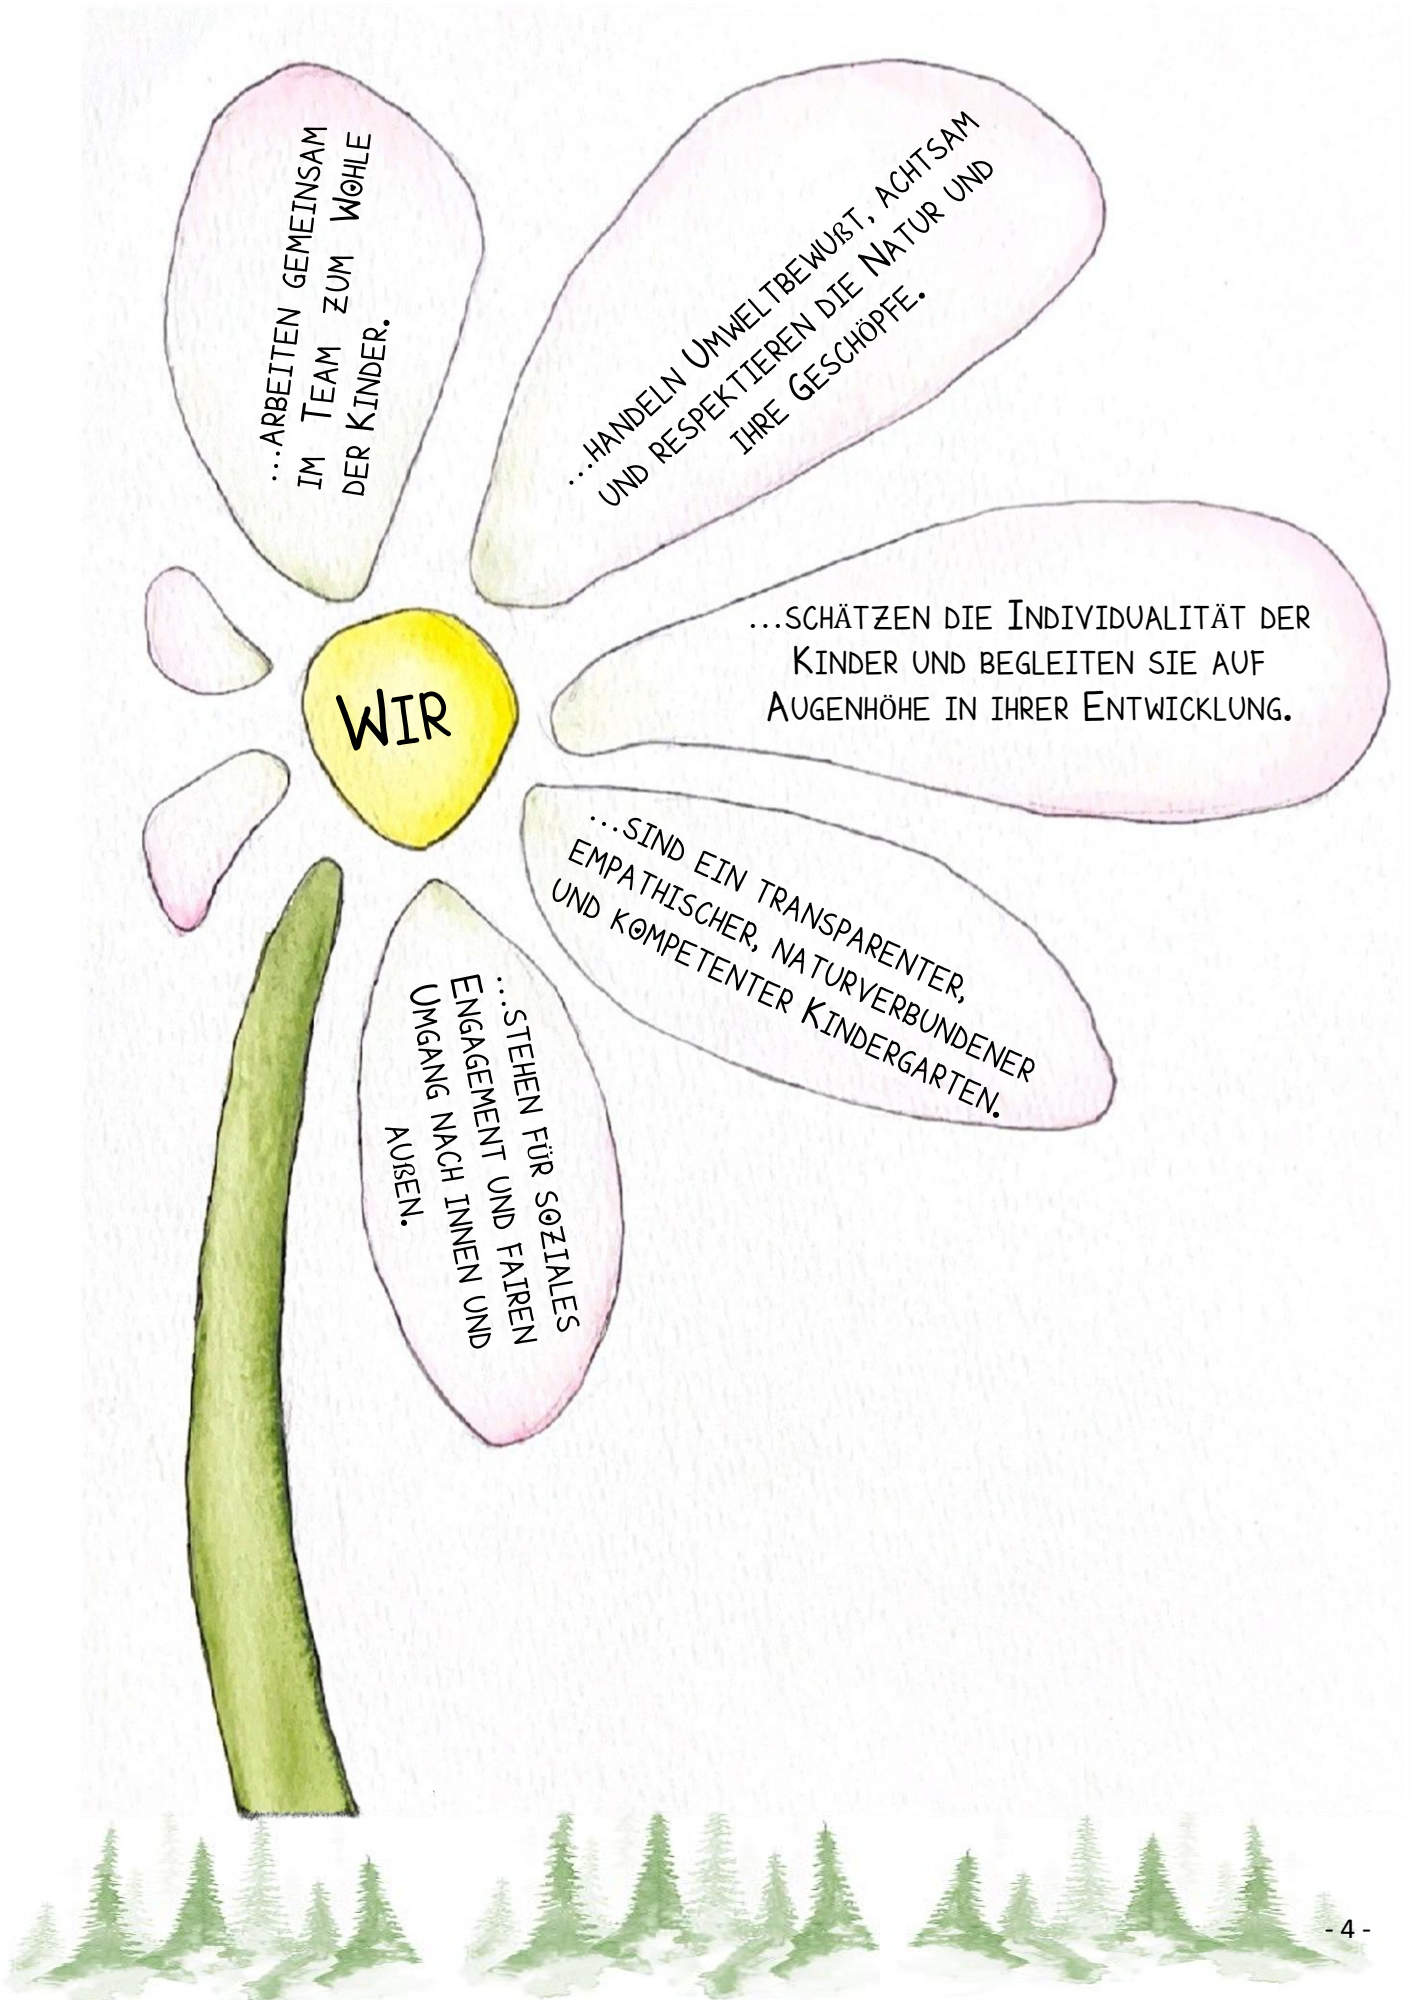 ...ARBEITEN GEMEINSAM
IM TEAM ZUM WOHLE
DER KINDER.
...HANDELN UMWELTBEWUßT, ACHTSAM
UND RESPEKTIEREN DIE NATUR UND
IHRE GESCHÖPFE.
...SCHÄTZEN DIE INDIVIDUALITÄT DER
KINDER UND BEGLEITEN SIE AUF
AUGENHÖHE IN IHRER ENTWICKLUNG.
WIR
...SIND EIN TRANSPARENTER,
EMPATHISCHER, NATURVERBUNDENER
UND KOMPETENTER KINDERGARTEN.
...STEHEN FÜR SOZIALES
ENGAGEMENT UND FAIREN
UMGANG NACH INNEN UND
AUßEN.
- 4 -